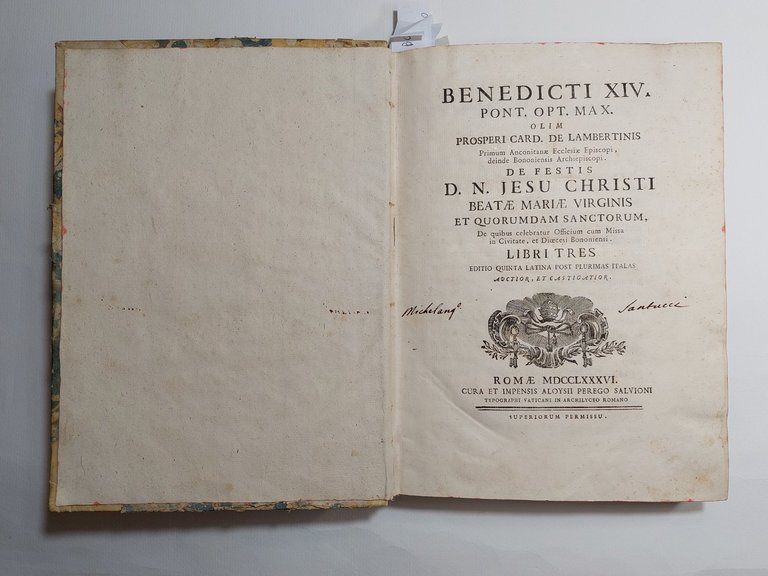 BENEDICTI XIV.
PONT. OPT. MAX.
OLIM
PROSPERI CARD. DE LAMBERTINIS
Primum Anconitanæ Ecclesiæ Episcopi,
deinde Bononiensis Archiepiscopi.
DE FESTIS
D. N. JESU CHRISTI
BEATÆ MARIÆ VIRGINIS
ET QUORUMDAM SANCTORUM,
De quibus celebratur Officium cum Missa
in Civitate, et Diœcesi Bononiensi.
LIBRI TRES
EDITIO QUINTA LATINA POST PLURIMAS ITALAS
AUCTIOR, ET CASTIGATIOR.
Michelangº Santucci
ROMÆ MDCCLXXXVI.
CURA ET IMPENSIS ALOYSII PEREGO SALVIONI
TYPOGRAPHI VATICANI IN ARCHILYCEO ROMANO
SUPERIORUM PERMISSU.